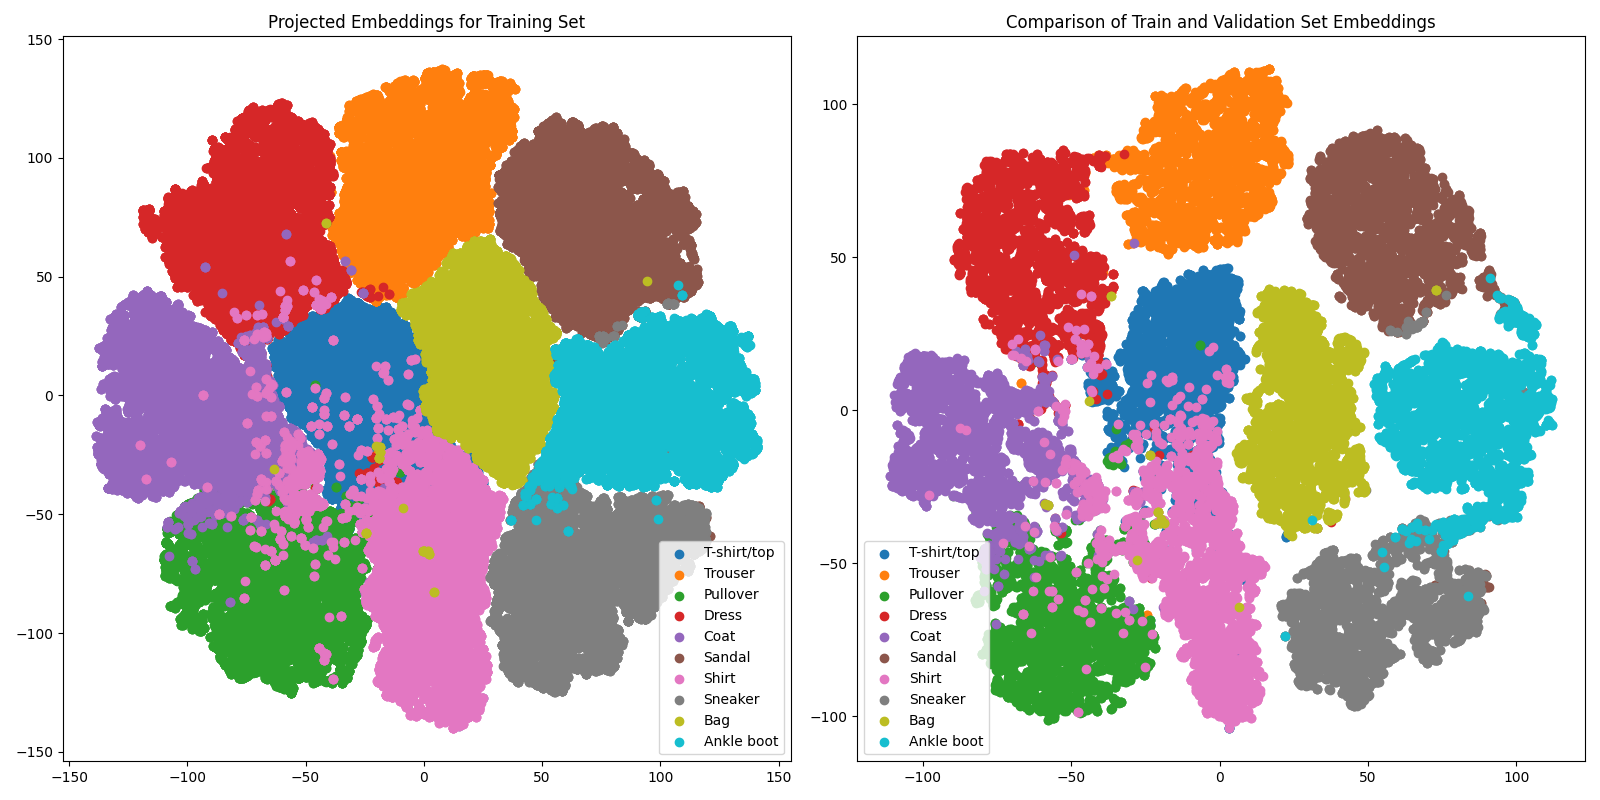 Projected Embeddings for Training Set
150
100
50
0
−50
−100
−150
−150
−100
−50
0
50
100
150
T-shirt/top
Trouser
Pullover
Dress
Coat
Sandal
Shirt
Sneaker
Bag
Ankle boot
Comparison of Train and Validation Set Embeddings
100
50
0
−50
−100
−100
−50
0
50
100
T-shirt/top
Trouser
Pullover
Dress
Coat
Sandal
Shirt
Sneaker
Bag
Ankle boot